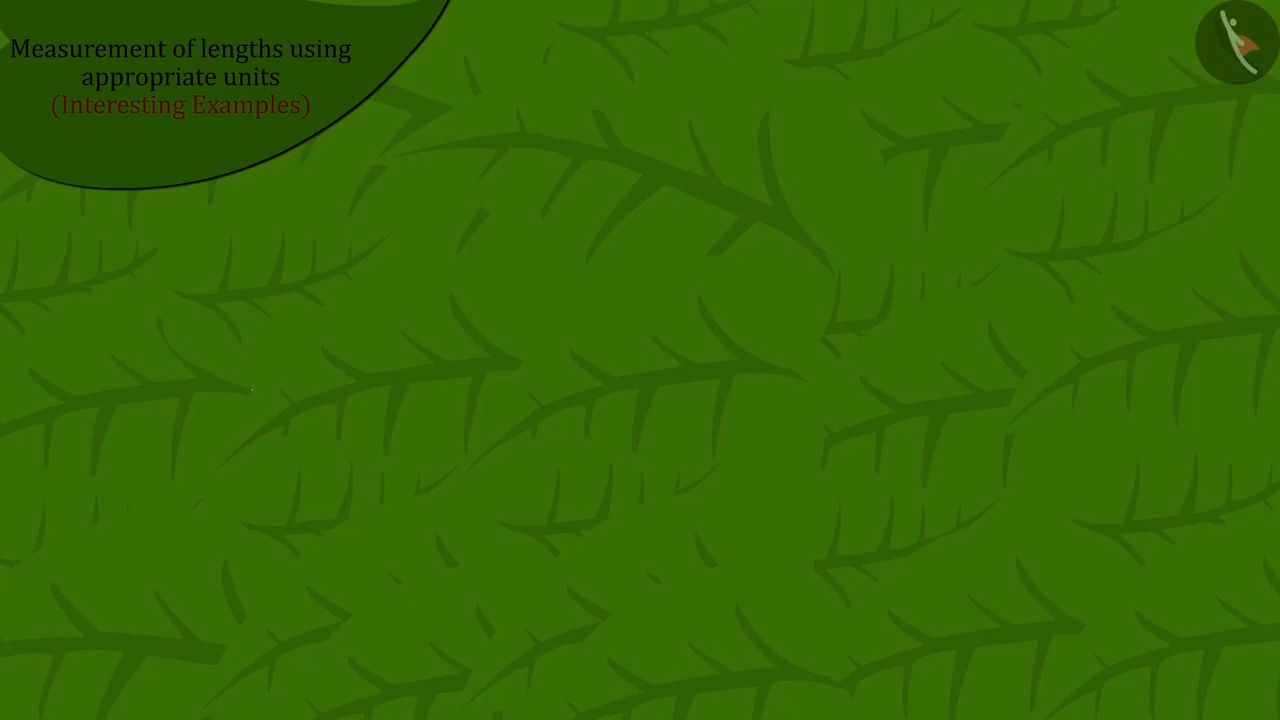 Measurement of lengths using
appropriate units
(Interesting Examples)